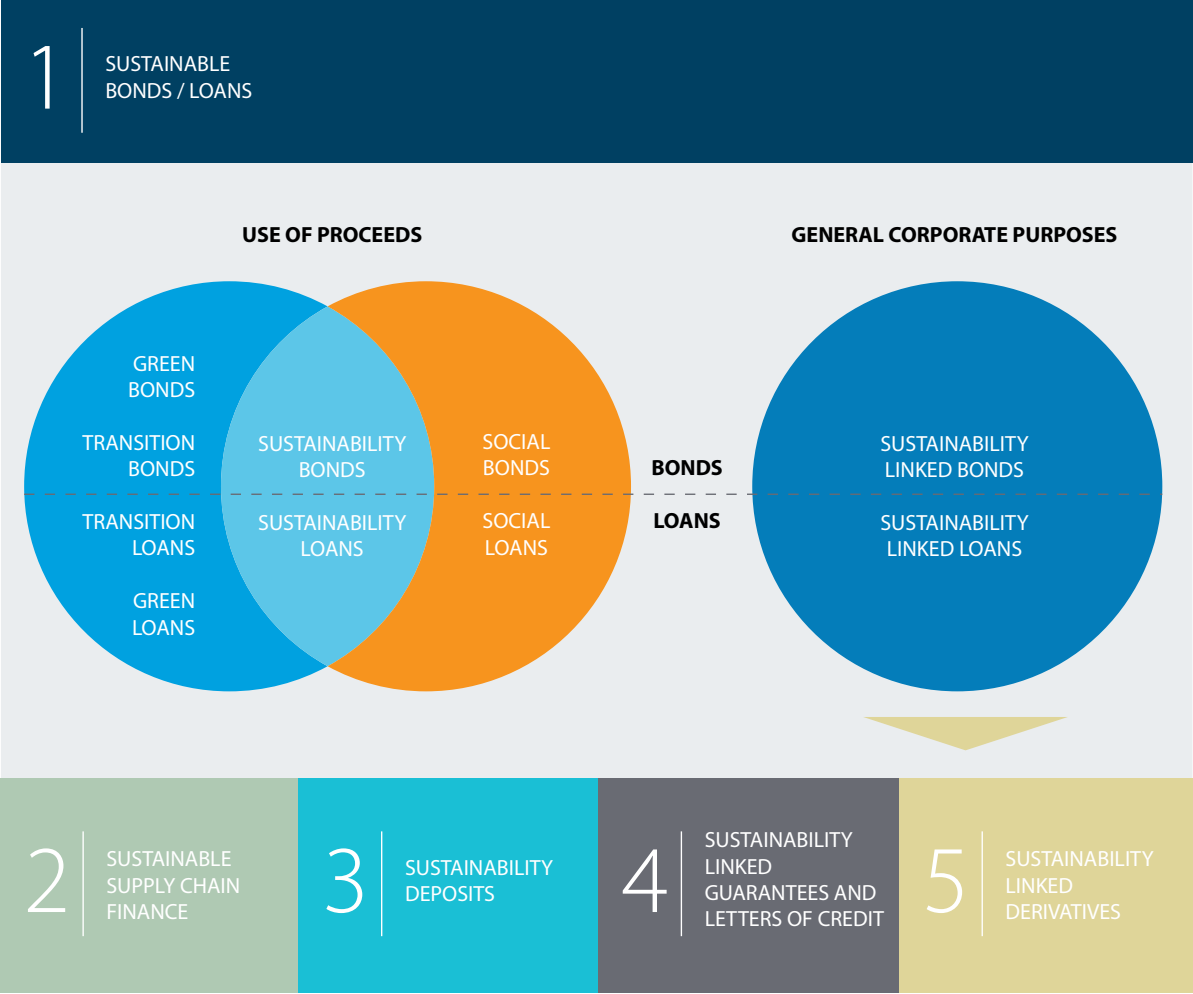 1
SUSTAINABLE
BONDS / LOANS
USE OF PROCEEDS
GENERAL CORPORATE PURPOSES
GREEN
BONDS
TRANSITION
BONDS
TRANSITION
LOANS
GREEN
LOANS
SUSTAINABILITY
BONDS
SUSTAINABILITY
LOANS
SOCIAL
BONDS
SOCIAL
LOANS
BONDS
LOANS
SUSTAINABILITY
LINKED BONDS
SUSTAINABILITY
LINKED LOANS
2
SUSTAINABLE
SUPPLY CHAIN
FINANCE
3
SUSTAINABILITY
DEPOSITS
4
SUSTAINABILITY
LINKED
GUARANTEES AND
LETTERS OF CREDIT
5
SUSTAINABILITY
LINKED
DERIVATIVES